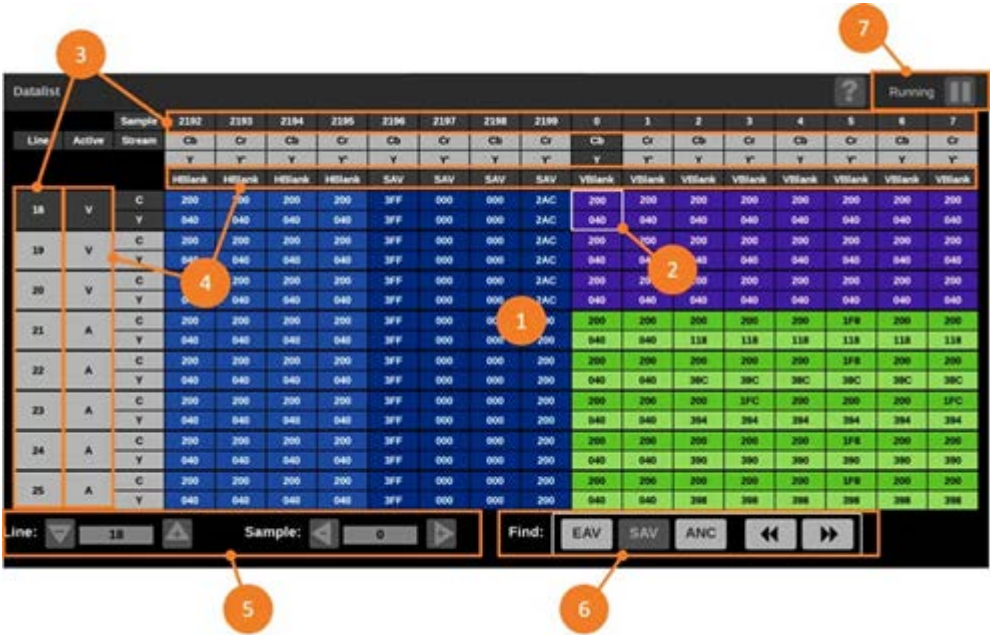 7
3
Datalist ? Running
Sample 2192 2193 2194 2195 2196 2197 2198 2199 0 1 2 3 4 5 6 7
Line Active Stream Cb Cr Cb Cr Cb Cr Cb Cr Cb Cr Cb Cr Cb Cr Cb Cr
Y Y' Y Y' Y Y' Y Y' Y Y' Y Y' Y Y' Y Y'
HBlank HBlank HBlank HBlank SAV SAV SAV SAV VBlank VBlank VBlank VBlank VBlank VBlank VBlank VBlank
18 V C 200 200 200 200 3FF 000 000 2AC 200 200 200 200 200 200 200 200
Y 040 040 040 040 3FF 000 000 2AC 040 040 040 040 040 040 040 040
19 V C 200 200 200 200 3FF 000 000 2AC 200 200 200 200 200 200 200
Y 040 040 040 3FF 000 000 2AC 040 040 040 040 040 040 040
2
4
20 V C 200 200 200 3FF 000 000 2AC 200 200 200 200 200 200
Y 040 040 040 3FF 000 000 2AC 040 040 040 040 040 040 040 040
1
21 A C 200 200 200 200 3FF 000 200 200 200 200 200 1F8 200 200
Y 040 040 040 040 3FF 000 000 200 040 040 118 118 118 118 118 118
22 A C 200 200 200 200 3FF 000 000 200 200 200 200 200 200 1F8 200 200
Y 040 040 040 040 3FF 000 000 200 040 040 38C 38C 38C 38C 38C 38C
23 A C 200 200 200 200 3FF 000 000 200 200 200 200 1FC 200 200 200 1FC
Y 040 040 040 040 3FF 000 000 200 040 040 394 394 394 394 394 394
24 A C 200 200 200 200 3FF 000 000 200 200 200 200 200 200 1F8 200 200
Y 040 040 040 040 3FF 000 000 200 040 040 390 390 390 390 390 390
25 A C 200 200 200 200 3FF 000 000 200 200 200 200 200 200 1F8 200 200
Y 040 040 040 040 3FF 000 000 200 040 040 398 398 398 398 398 398
Line: 18 Sample: 0 Find: EAV SAV ANC
5
6